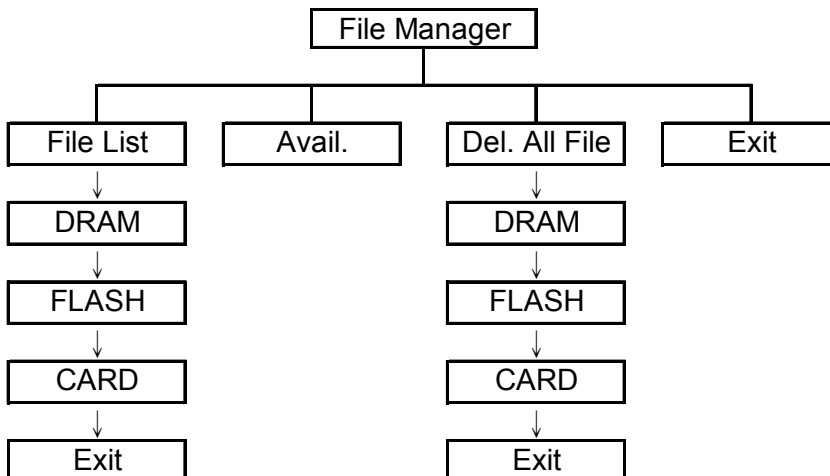 File Manager
File List
Avail.
Del. All File
Exit
DRAM
DRAM
FLASH
FLASH
CARD
CARD
Exit
Exit